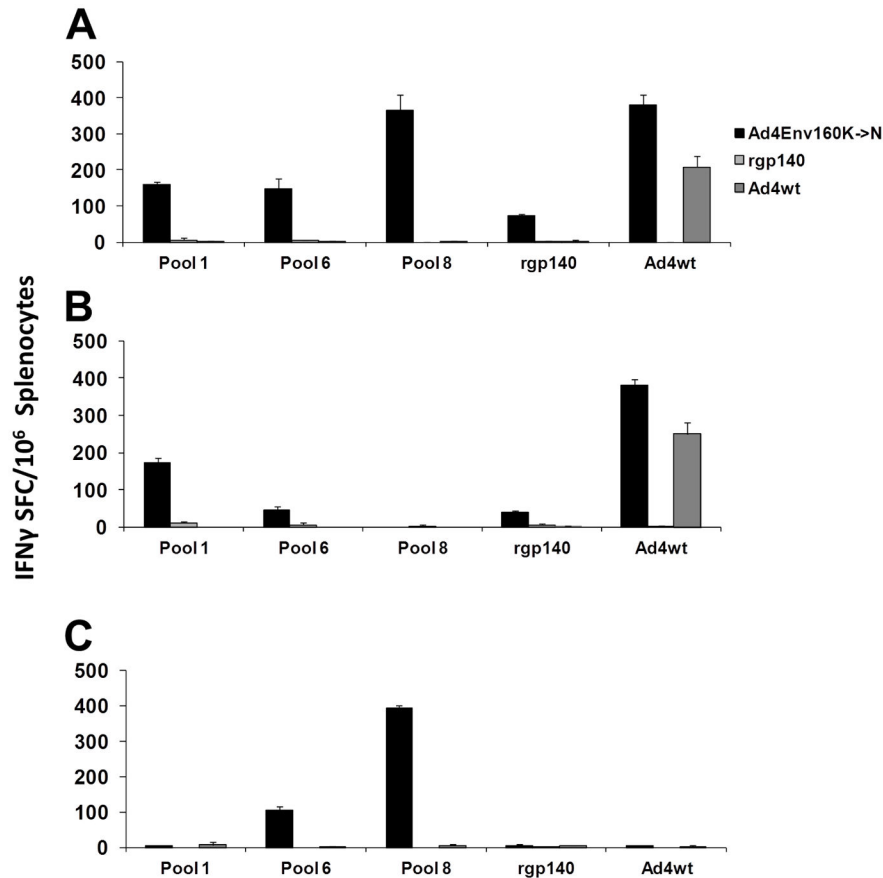 A
500
400
300
200
100
0
Pool 1 Pool 6 Pool 8 rgp140 Ad4wt
Ad4Env160K->N
rgp140
Ad4wt
B
500
400
300
200
100
0
Pool 1 Pool 6 Pool 8 rgp140 Ad4wt
IFNγ SFC/10⁶ Splenocytes
C
500
400
300
200
100
0
Pool 1 Pool 6 Pool 8 rgp140 Ad4wt